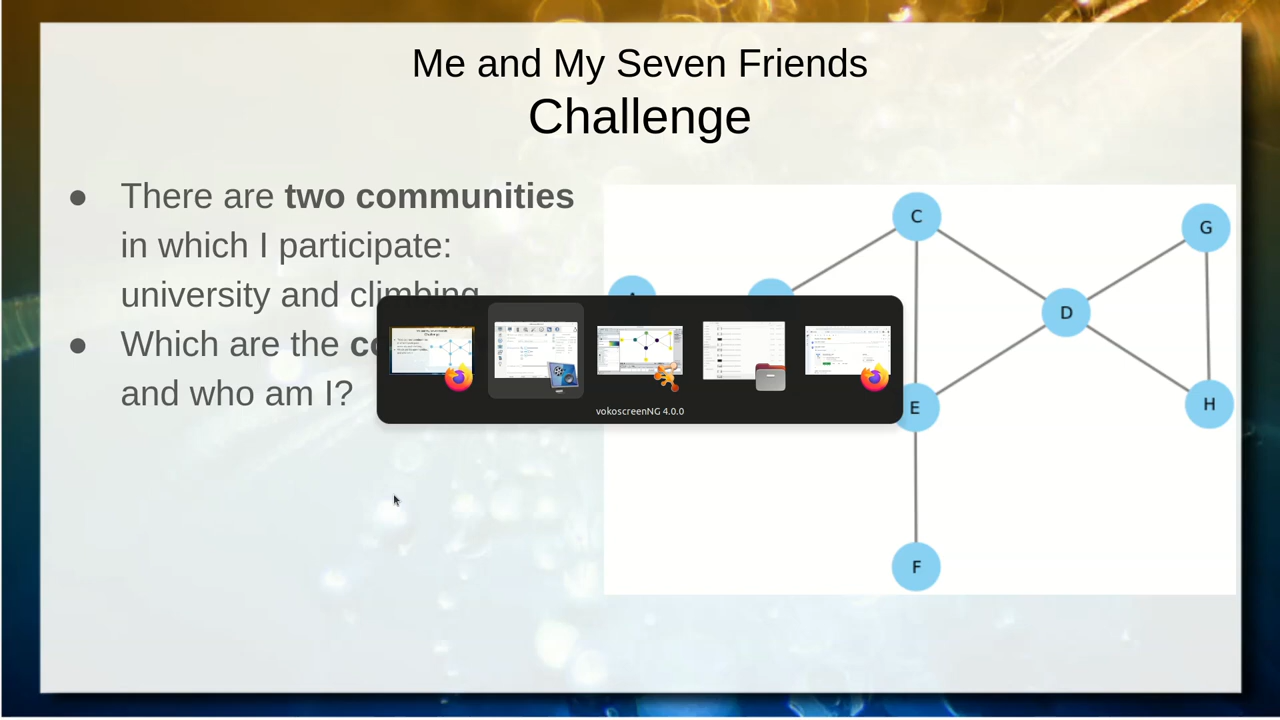 Me and My Seven Friends
Challenge
● There are two communities
in which I participate:
university and climbing
● Which are the
and who am I?
vokoscreenNG 4.0.0
C
G
D
E
H
F